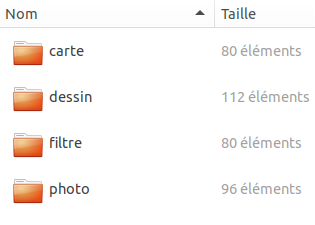 Nom Taille
carte 80 éléments
dessin 112 éléments
filtre 80 éléments
photo 96 éléments